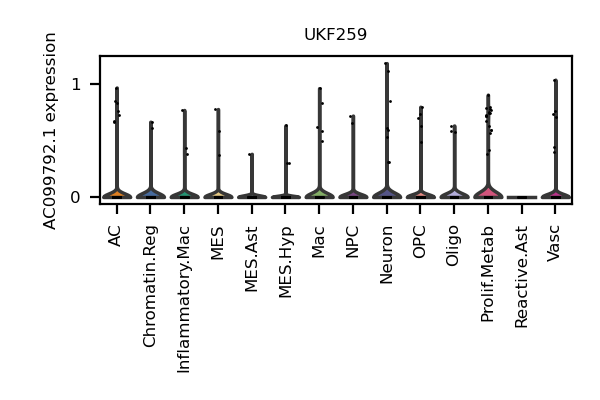 UKF259
AC099792.1 expression
1
0
AC
Chromatin.Reg
Inflammatory.Mac
MES
MES.Ast
MES.Hyp
Mac
NPC
Neuron
OPC
Oligo
Prolif.Metab
Reactive.Ast
Vasc